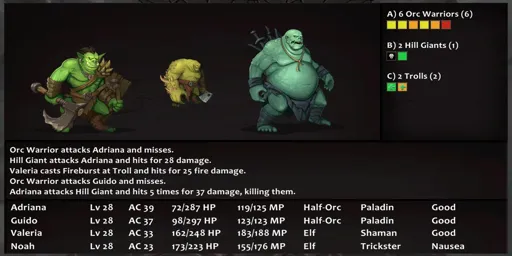 A) 6 Orc Warriors (6)
B) 2 Hill Giants (1)
C) 2 Trolls (2)
Orc Warrior attacks Adriana and misses.
Hill Giant attacks Adriana and hits for 28 damage.
Valeria casts Fireburst at Troll and hits for 25 fire damage.
Orc Warrior attacks Guido and misses.
Adriana attacks Hill Giant and hits 5 times for 37 damage, killing them.
Adriana Lv 28 AC 39 72/287 HP 119/125 MP Half-Orc Paladin Good
Guido Lv 28 AC 37 98/297 HP 123/123 MP Half-Orc Paladin Good
Valeria Lv 28 AC 33 162/248 HP 183/188 MP Elf Shaman Good
Noah Lv 28 AC 23 173/223 HP 155/176 MP Elf Trickster Nausea